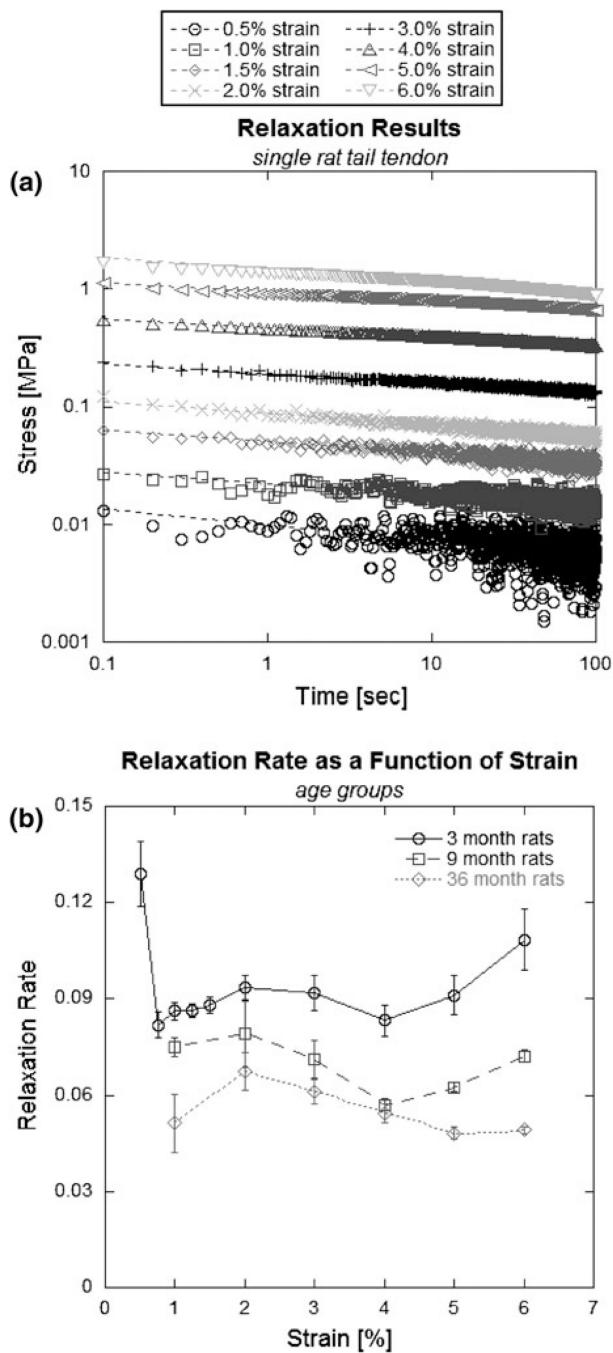 0.5% strain 3.0% strain
1.0% strain 4.0% strain
1.5% strain 5.0% strain
2.0% strain 6.0% strain
Relaxation Results
single rat tail tendon
(a)
10
1
0.1
0.01
0.001
Stress [MPa]
0.1 1 10 100
Time [sec]
Relaxation Rate as a Function of Strain
age groups
(b)
0.15
0.12
0.09
0.06
0.03
0
Relaxation Rate
3 month rats
9 month rats
36 month rats
0 1 2 3 4 5 6 7
Strain [%]